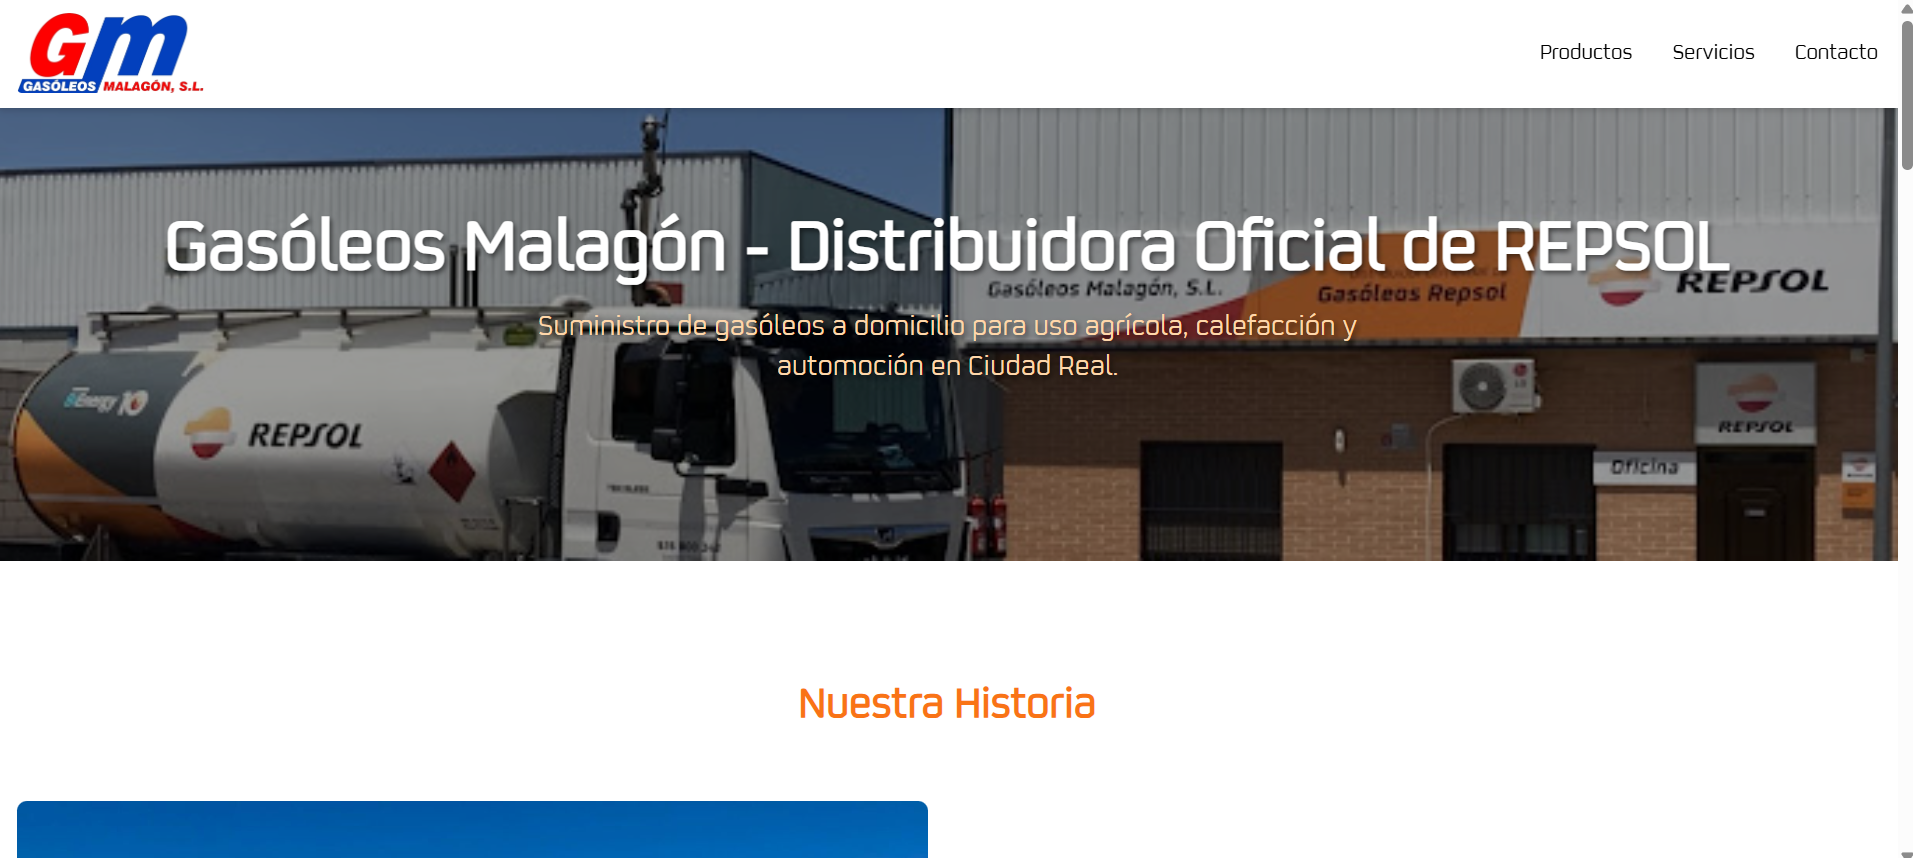 Gm
GASÓLEOS MALAGÓN, S.L.
Productos
Servicios
Contacto
Gasóleos Malagón - Distribuidora Oficial de REPSOL
Gasóleos Malagón, S.L.
Gasóleos Repsol
REPSOL
Suministro de gasóleos a domicilio para uso agrícola, calefacción y
automoción en Ciudad Real.
LG
Energy 10
REPSOL
REPSOL
Oficina
Nuestra Historia